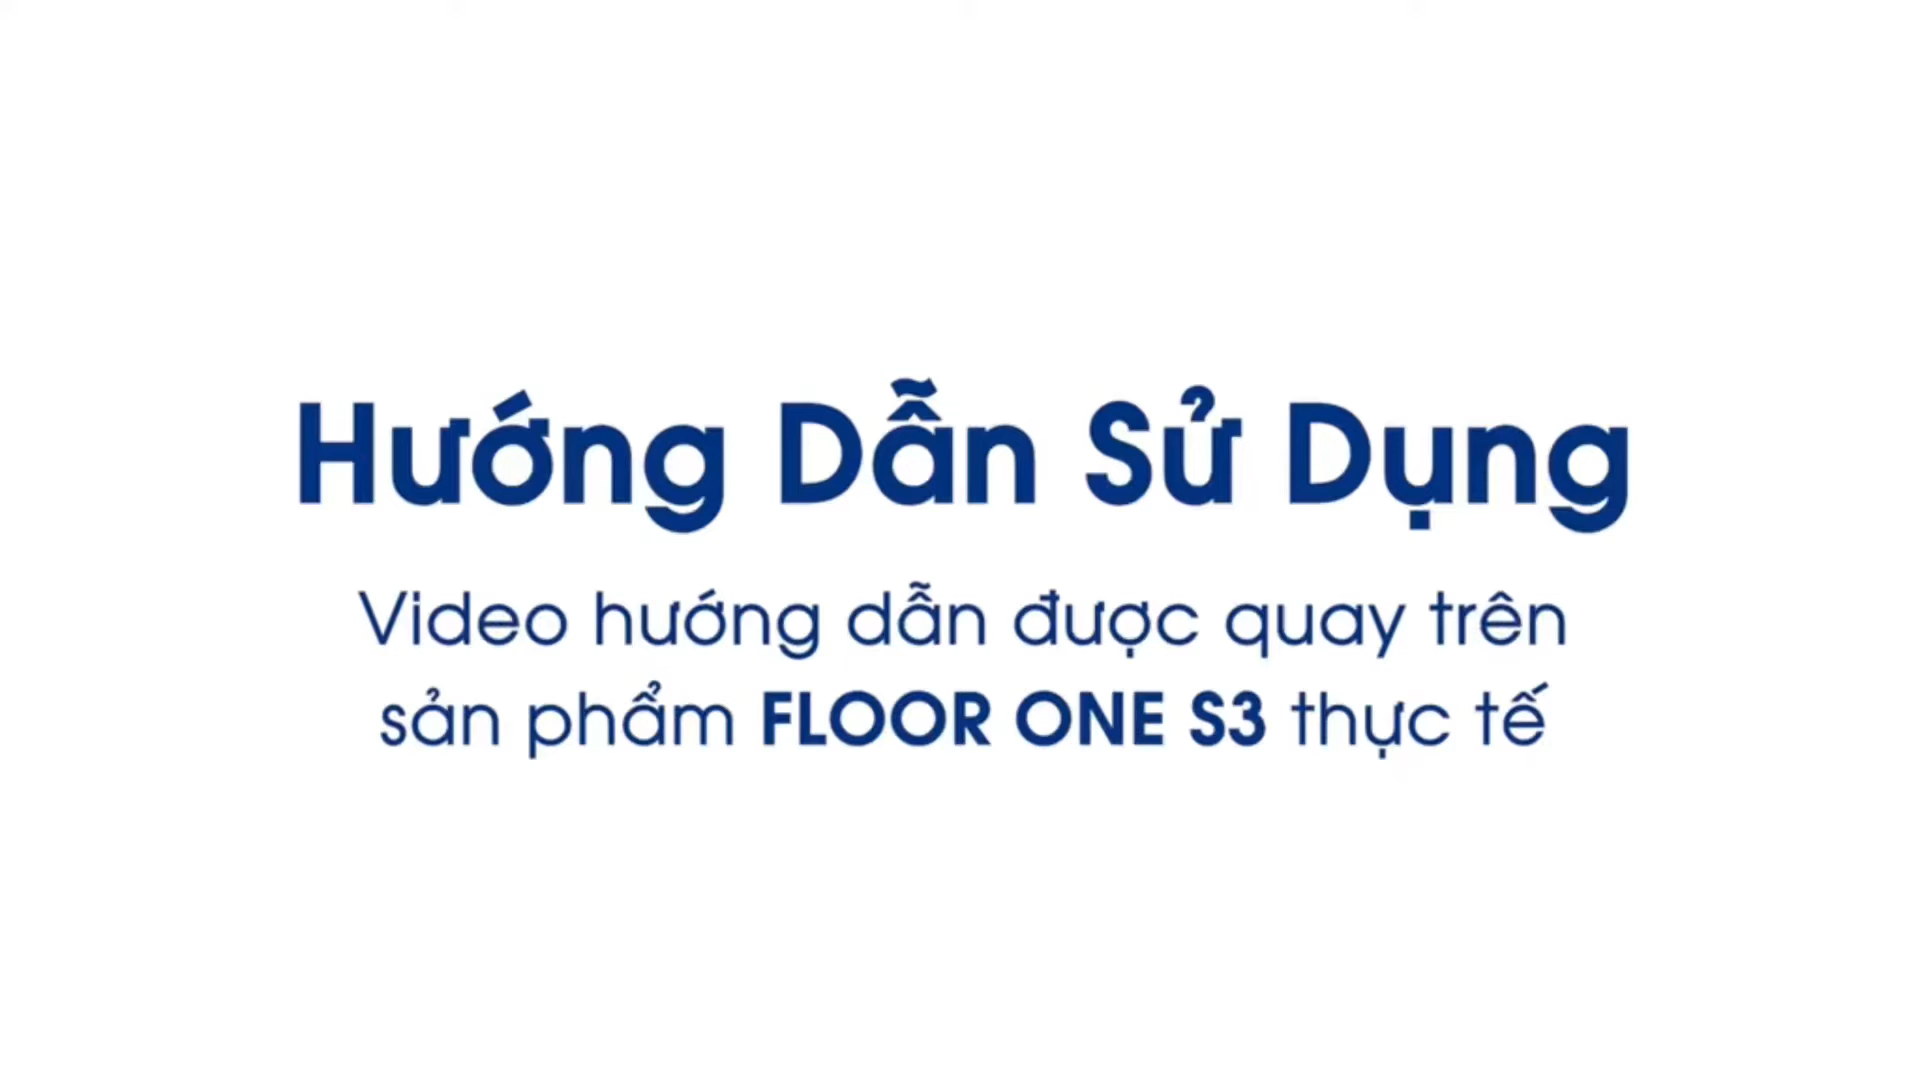 Hướng Dẫn Sử Dụng
Video hướng dẫn được quay trên
sản phẩm FLOOR ONE S3 thực tế